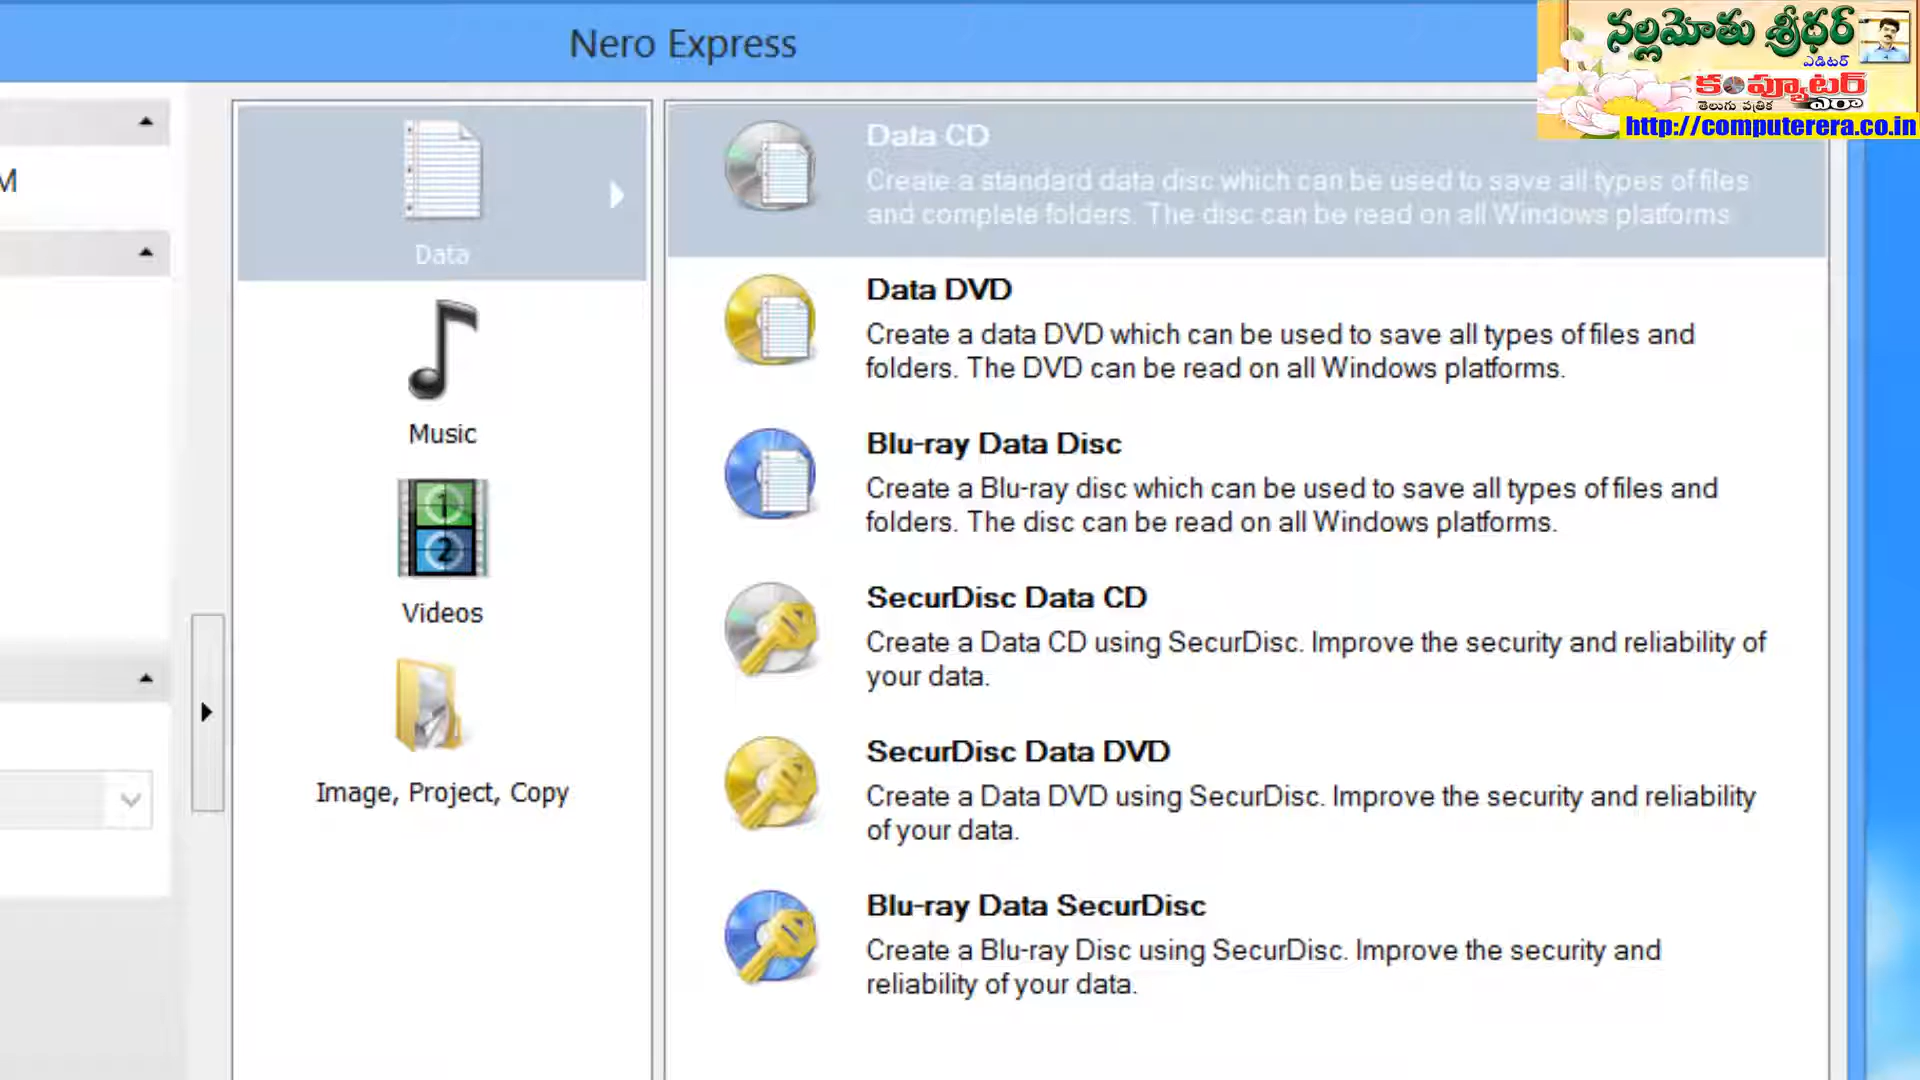 Nero Express
నల్లమోతు శ్రీధర్
ఎడిటర్
కంప్యూటర్
తెలుగు పత్రిక ఎరా
http://computerera.co.in
M
Data
Music
1
2
Videos
Image, Project, Copy
Data CD
Create a standard data disc which can be used to save all types of files
and complete folders. The disc can be read on all Windows platforms
Data DVD
Create a data DVD which can be used to save all types of files and
folders. The DVD can be read on all Windows platforms.
Blu-ray Data Disc
Create a Blu-ray disc which can be used to save all types of files and
folders. The disc can be read on all Windows platforms.
SecurDisc Data CD
Create a Data CD using SecurDisc. Improve the security and reliability of
your data.
SecurDisc Data DVD
Create a Data DVD using SecurDisc. Improve the security and reliability
of your data.
Blu-ray Data SecurDisc
Create a Blu-ray Disc using SecurDisc. Improve the security and
reliability of your data.